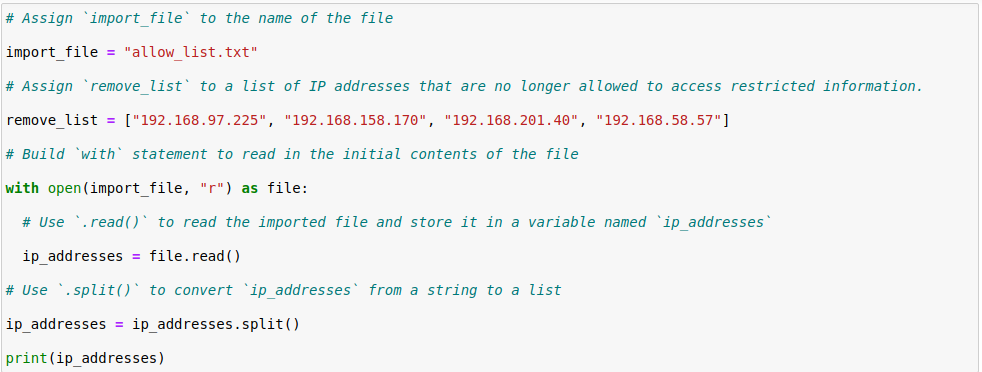 # Assign `import_file` to the name of the file
import_file = "allow_list.txt"
# Assign `remove_list` to a list of IP addresses that are no longer allowed to access restricted information.
remove_list = ["192.168.97.225", "192.168.158.170", "192.168.201.40", "192.168.58.57"]
# Build `with` statement to read in the initial contents of the file
with open(import_file, "r") as file:
  # Use `.read()` to read the imported file and store it in a variable named `ip_addresses`
  ip_addresses = file.read()
# Use `.split()` to convert `ip_addresses` from a string to a list
ip_addresses = ip_addresses.split()
print(ip_addresses)